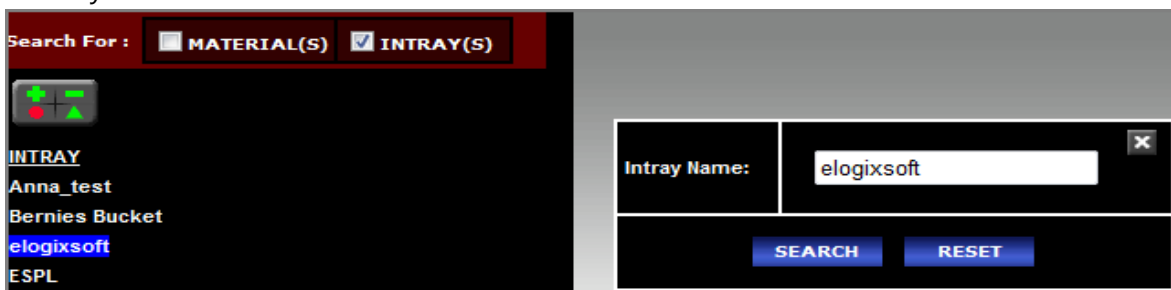 Search For : MATERIAL(S) INTRAY(S)
INTRAY
Anna_test
Bernies Bucket
elogixsoft
ESPL
Intray Name: elogixsoft
SEARCH RESET